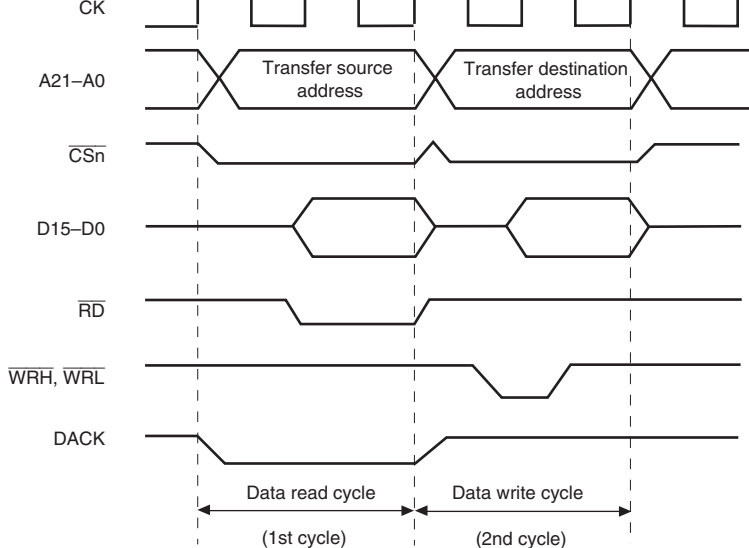 CK
A21–A0
Transfer source
address
Transfer destination
address
CSn
D15–D0
RD
WRH, WRL
DACK
Data read cycle
Data write cycle
(1st cycle)
(2nd cycle)